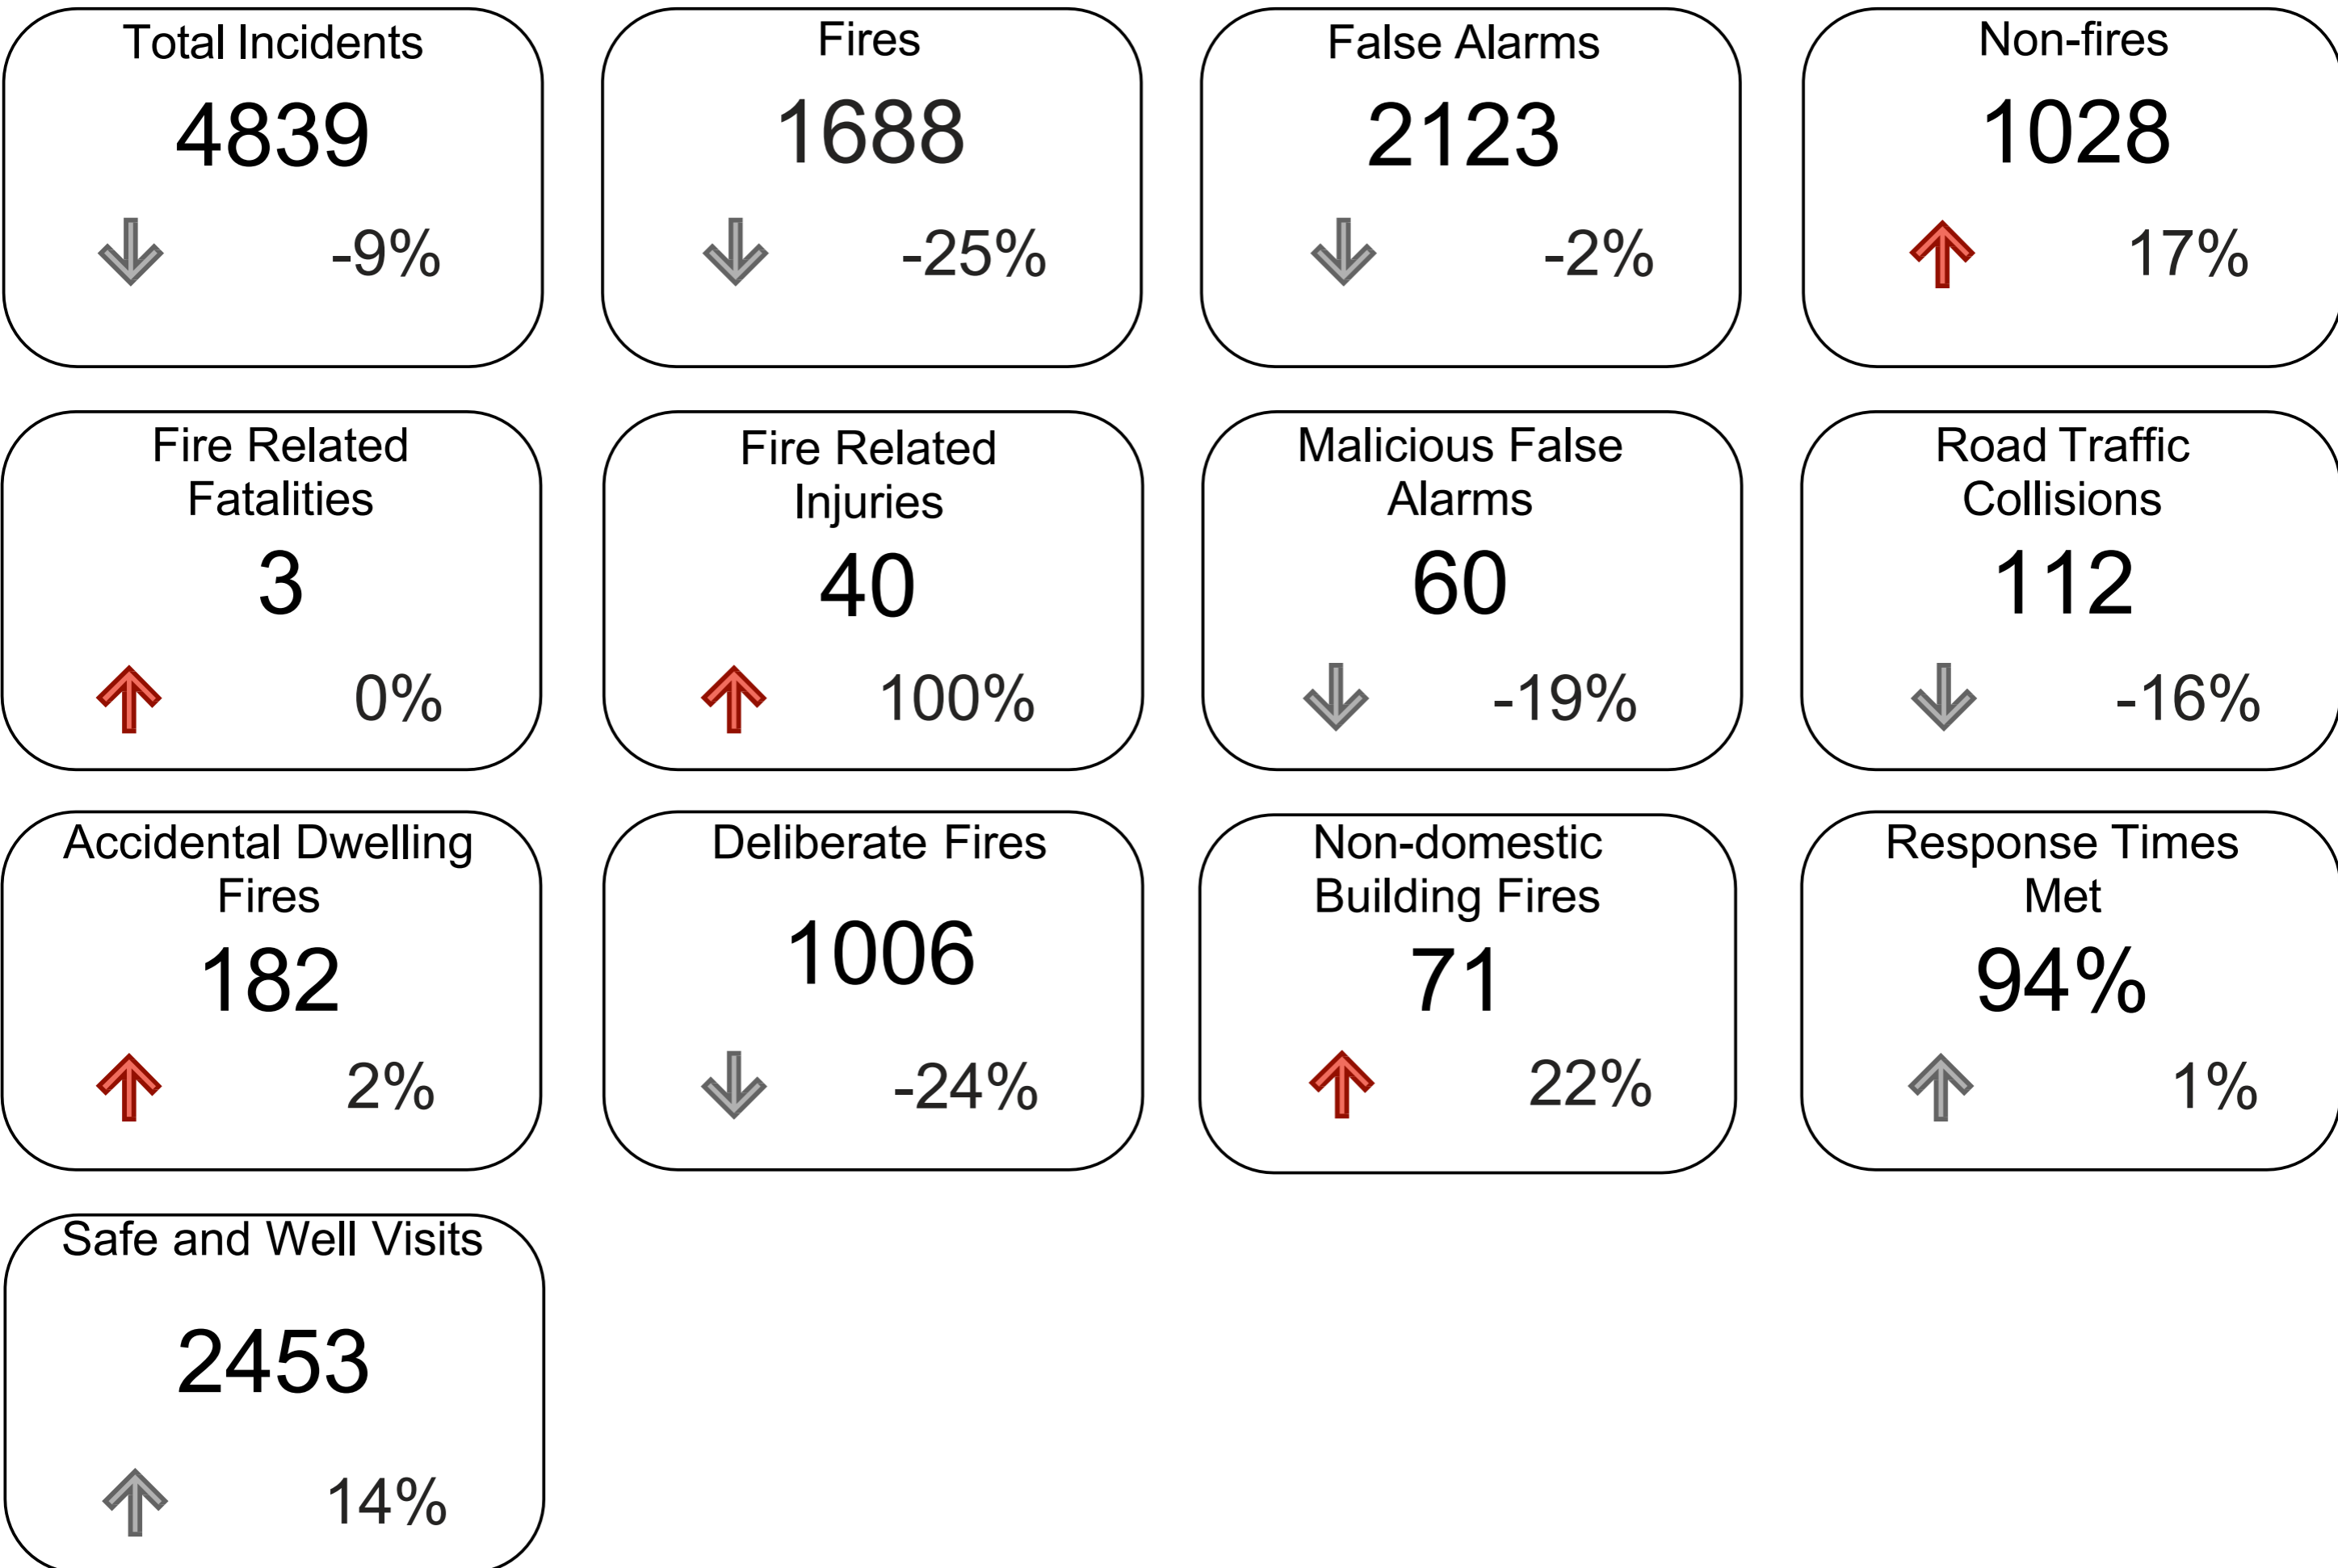 Total Incidents
4839
-9%
Fires
1688
-25%
False Alarms
2123
-2%
Non-fires
1028
17%
Fire Related
Fatalities
3
0%
Fire Related
Injuries
40
100%
Malicious False
Alarms
60
-19%
Road Traffic
Collisions
112
-16%
Accidental Dwelling
Fires
182
2%
Deliberate Fires
1006
-24%
Non-domestic
Building Fires
71
22%
Response Times
Met
94%
1%
Safe and Well Visits
2453
14%